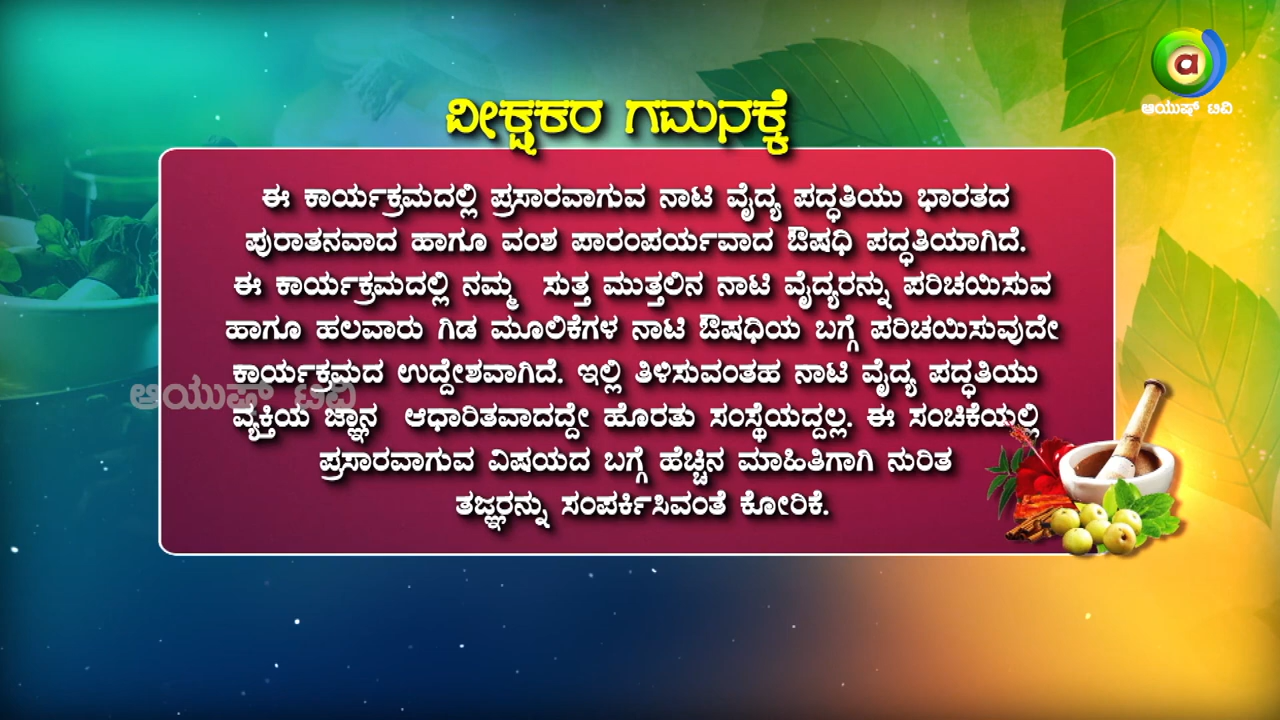 ಆಯುಷ್ ಟಿವಿ
ವೀಕ್ಷಕರ ಗಮನಕ್ಕೆ
ಈ ಕಾರ್ಯಕ್ರಮದಲ್ಲಿ ಪ್ರಸಾರವಾಗುವ ನಾಟಿ ವೈದ್ಯ ಪದ್ಧತಿಯು ಭಾರತದ
ಪುರಾತನವಾದ ಹಾಗೂ ವಂಶ ಪಾರಂಪರ್ಯವಾದ ಔಷಧಿ ಪದ್ಧತಿಯಾಗಿದೆ.
ಈ ಕಾರ್ಯಕ್ರಮದಲ್ಲಿ ನಮ್ಮ ಸುತ್ತ ಮುತ್ತಲಿನ ನಾಟಿ ವೈದ್ಯರನ್ನು ಪರಿಚಯಿಸುವ
ಹಾಗೂ ಹಲವಾರು ಗಿಡ ಮೂಲಿಕೆಗಳ ನಾಟಿ ಔಷಧಿಯ ಬಗ್ಗೆ ಪರಿಚಯಿಸುವುದೇ
ಕಾರ್ಯಕ್ರಮದ ಉದ್ದೇಶವಾಗಿದೆ. ಇಲ್ಲಿ ತಿಳಿಸುವಂತಹ ನಾಟಿ ವೈದ್ಯ ಪದ್ಧತಿಯು
ಆಯುಷ್ ಟಿವಿ
ವ್ಯಕ್ತಿಯ ಜ್ಞಾನ ಆಧಾರಿತವಾದದ್ದೇ ಹೊರತು ಸಂಸ್ಥೆಯದ್ದಲ್ಲ. ಈ ಸಂಚಿಕೆಯಲ್ಲಿ
ಪ್ರಸಾರವಾಗುವ ವಿಷಯದ ಬಗ್ಗೆ ಹೆಚ್ಚಿನ ಮಾಹಿತಿಗಾಗಿ ನುರಿತ
ತಜ್ಞರನ್ನು ಸಂಪರ್ಕಿಸಿವಂತೆ ಕೋರಿಕೆ.